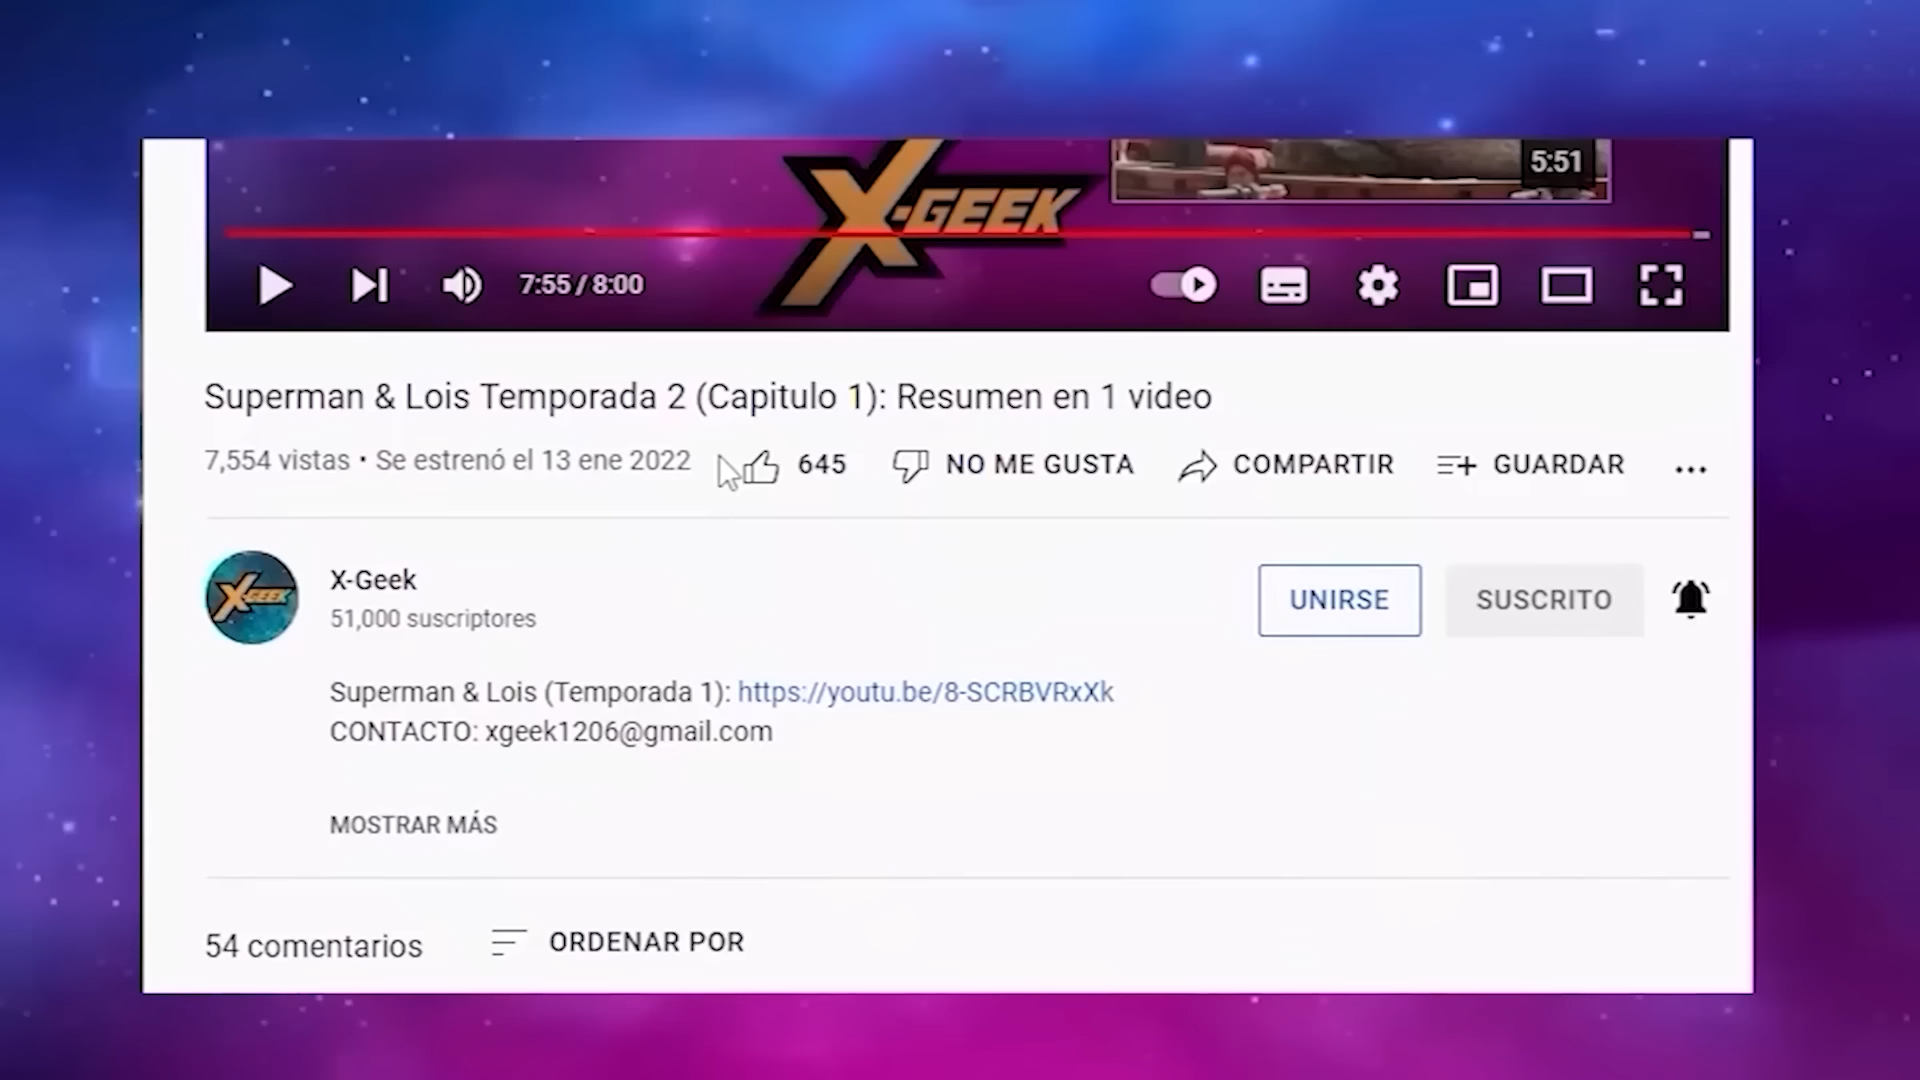 5:51
X-GEEK
7:55 / 8:00
Superman & Lois Temporada 2 (Capitulo 1): Resumen en 1 video
7,554 vistas • Se estrenó el 13 ene 2022
645
NO ME GUSTA
COMPARTIR
GUARDAR
X-GEEK
X-Geek
51,000 suscriptores
UNIRSE
SUSCRITO
Superman & Lois (Temporada 1): https://youtu.be/8-SCRBVRxXk
CONTACTO: xgeek1206@gmail.com
MOSTRAR MÁS
54 comentarios
ORDENAR POR